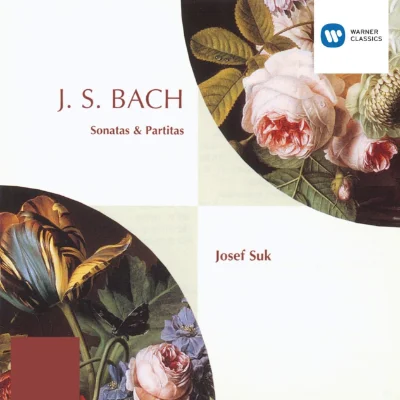 WARNER
CLASSICS
J. S. BACH
Sonatas & Partitas
Josef Suk